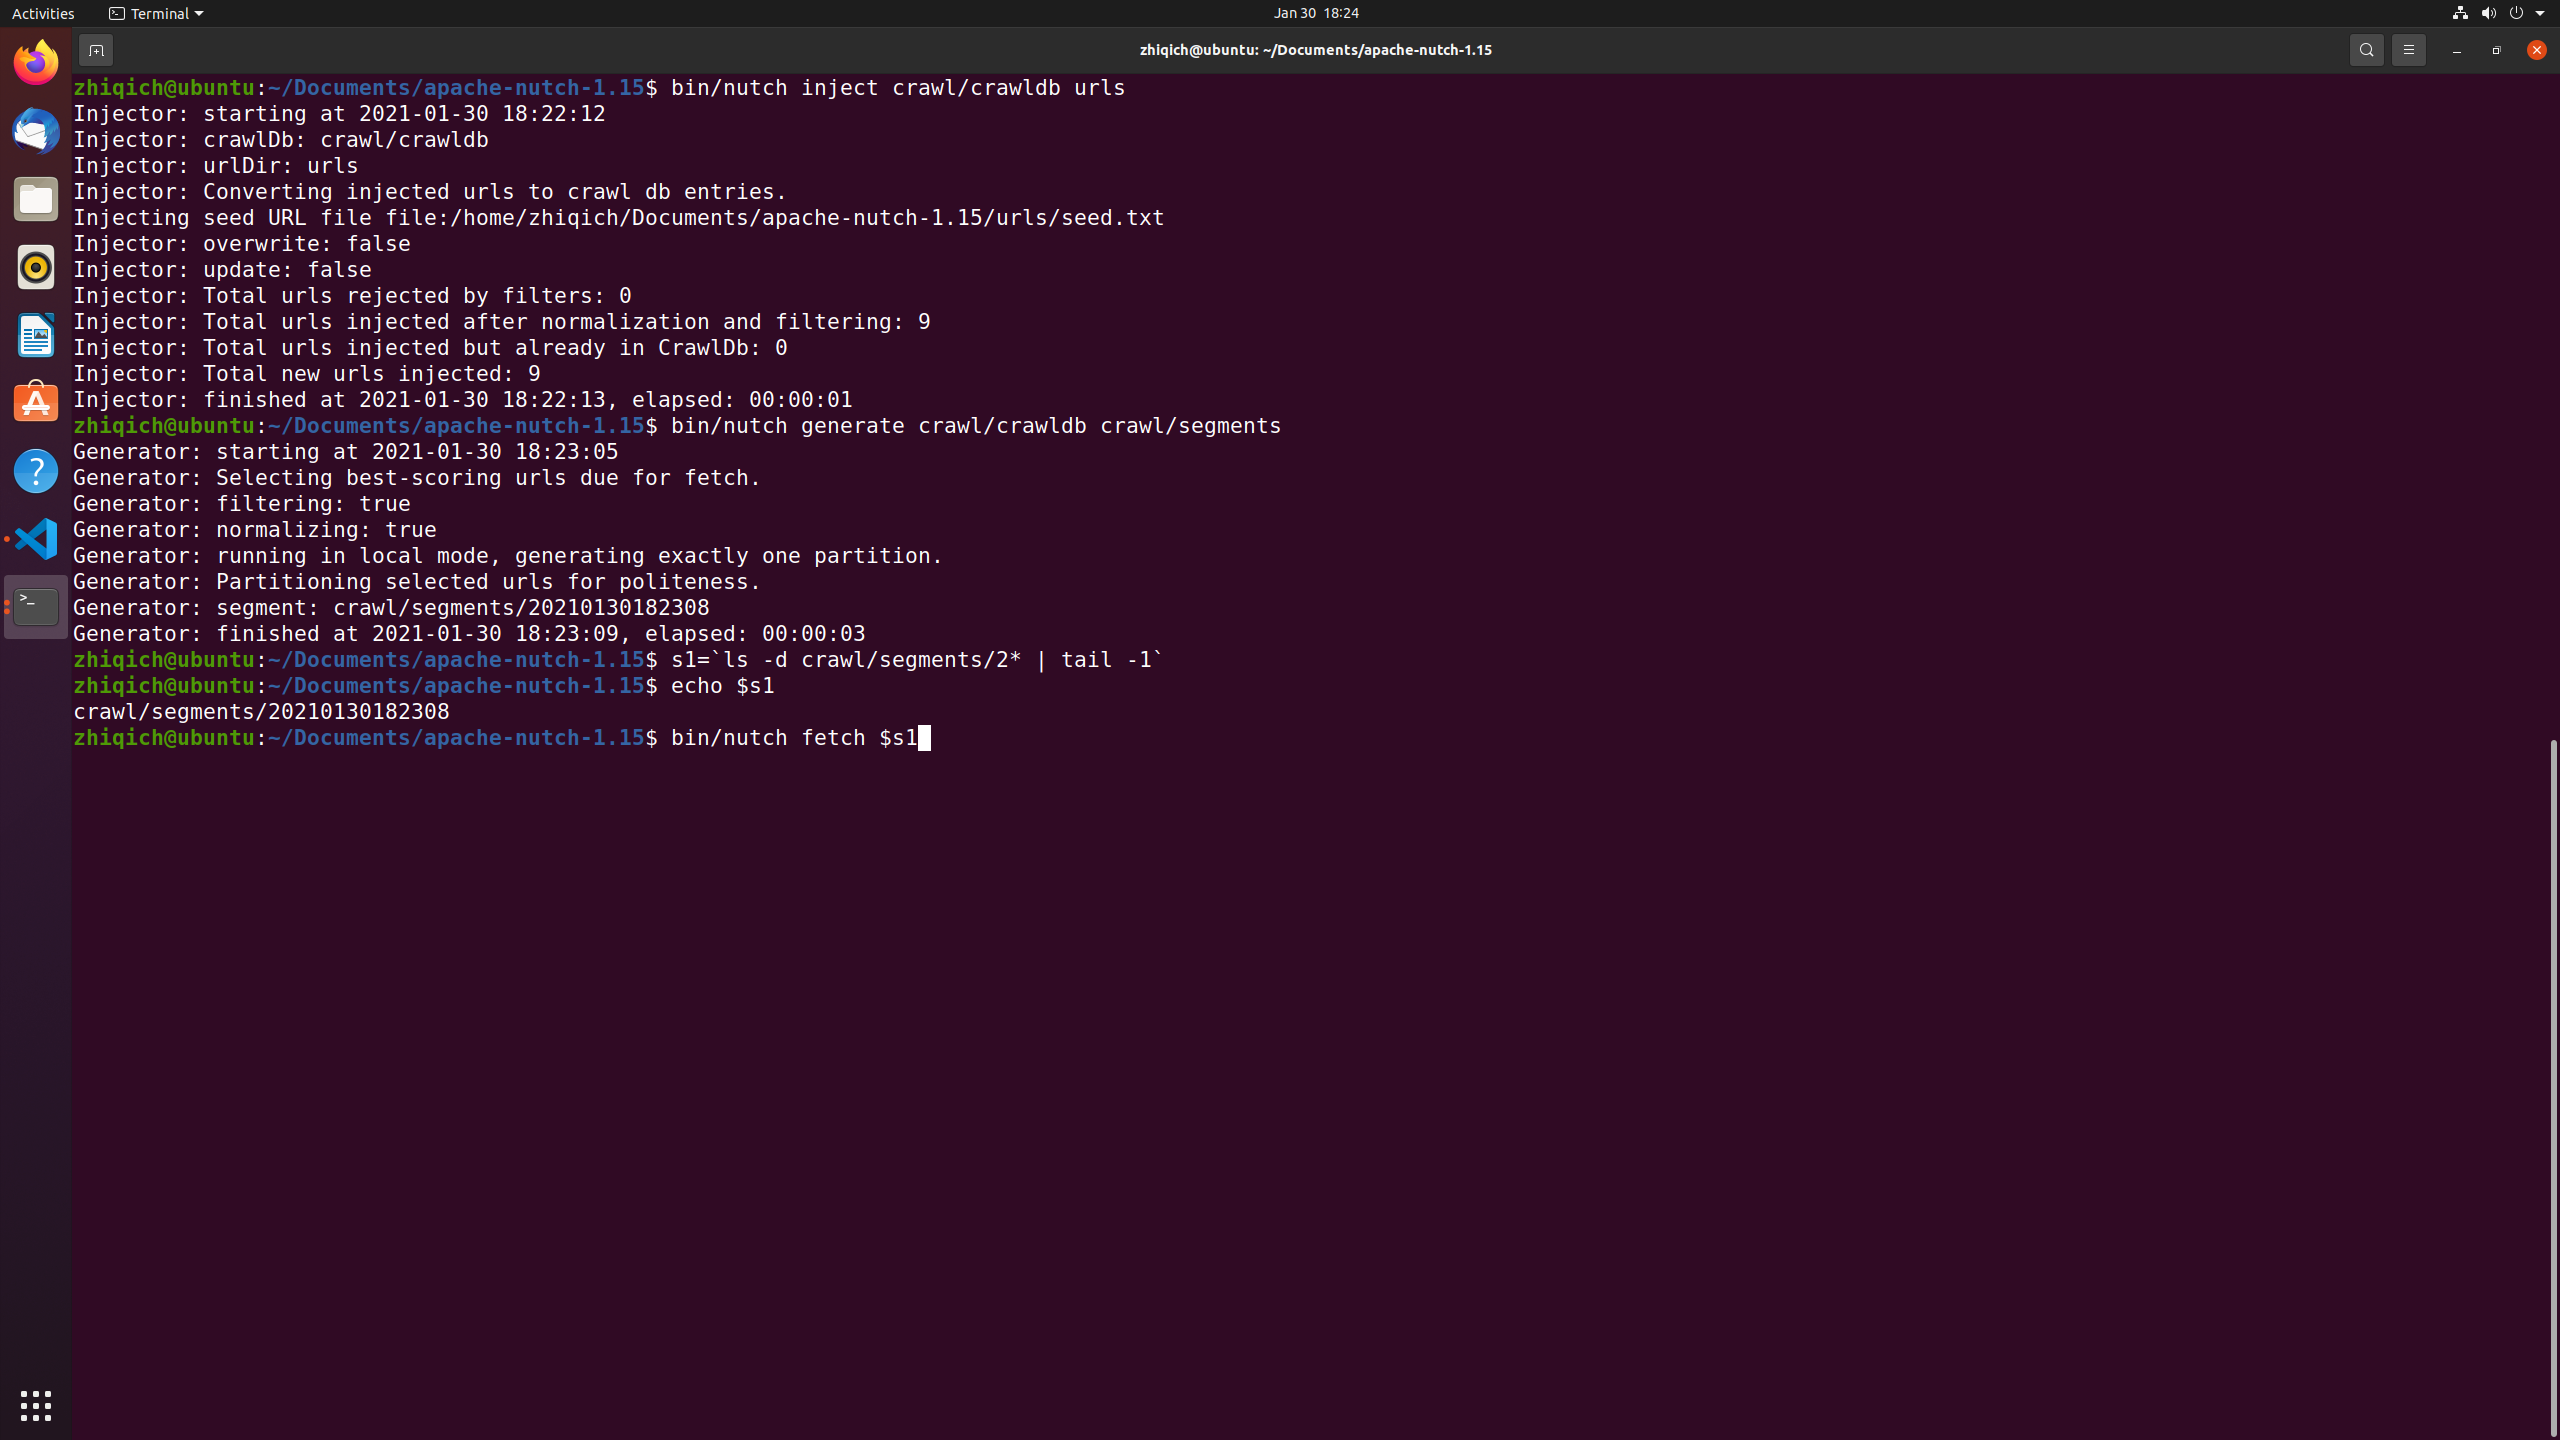 Activities
Terminal
Jan 30 18:24
zhiqich@ubuntu: ~/Documents/apache-nutch-1.15
zhiqich@ubuntu:~/Documents/apache-nutch-1.15$ bin/nutch inject crawl/crawldb urls
Injector: starting at 2021-01-30 18:22:12
Injector: crawlDb: crawl/crawldb
Injector: urlDir: urls
Injector: Converting injected urls to crawl db entries.
Injecting seed URL file file:/home/zhiqich/Documents/apache-nutch-1.15/urls/seed.txt
Injector: overwrite: false
Injector: update: false
Injector: Total urls rejected by filters: 0
Injector: Total urls injected after normalization and filtering: 9
Injector: Total urls injected but already in CrawlDb: 0
Injector: Total new urls injected: 9
Injector: finished at 2021-01-30 18:22:13, elapsed: 00:00:01
zhiqich@ubuntu:~/Documents/apache-nutch-1.15$ bin/nutch generate crawl/crawldb crawl/segments
Generator: starting at 2021-01-30 18:23:05
Generator: Selecting best-scoring urls due for fetch.
Generator: filtering: true
Generator: normalizing: true
Generator: running in local mode, generating exactly one partition.
Generator: Partitioning selected urls for politeness.
Generator: segment: crawl/segments/20210130182308
Generator: finished at 2021-01-30 18:23:09, elapsed: 00:00:03
zhiqich@ubuntu:~/Documents/apache-nutch-1.15$ s1=`ls -d crawl/segments/2* | tail -1`
zhiqich@ubuntu:~/Documents/apache-nutch-1.15$ echo $s1
crawl/segments/20210130182308
zhiqich@ubuntu:~/Documents/apache-nutch-1.15$ bin/nutch fetch $s1